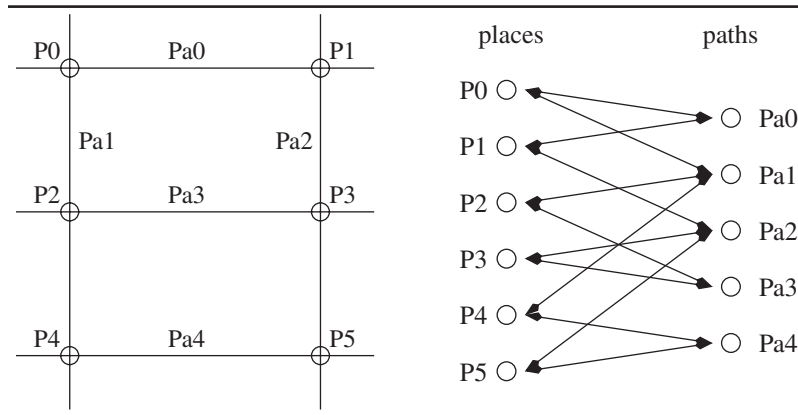 P0 Pa0 P1
Pa1 Pa2
P2 Pa3 P3
P4 Pa4 P5
places paths
P0
Pa0
P1
Pa1
P2
Pa2
P3
Pa3
P4
Pa4
P5